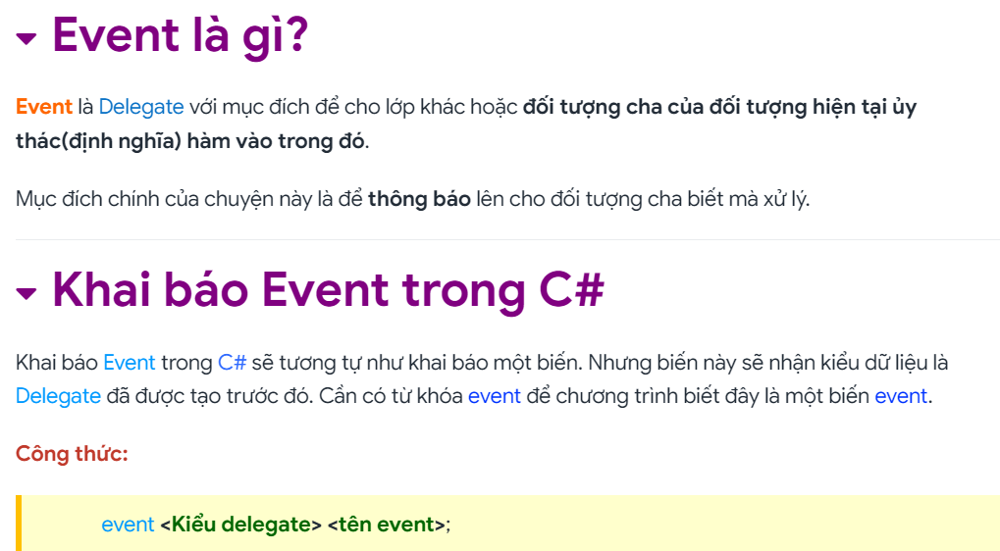 Event là gì?
Event là Delegate với mục đích để cho lớp khác hoặc đối tượng cha của đối tượng hiện tại ủy
thác(định nghĩa) hàm vào trong đó.
Mục đích chính của chuyện này là để thông báo lên cho đối tượng cha biết mà xử lý.
Khai báo Event trong C#
Khai báo Event trong C# sẽ tương tự như khai báo một biến. Nhưng biến này sẽ nhận kiểu dữ liệu là
Delegate đã được tạo trước đó. Cần có từ khóa event để chương trình biết đây là một biến event.
Công thức:
event <Kiểu delegate> <tên event>;